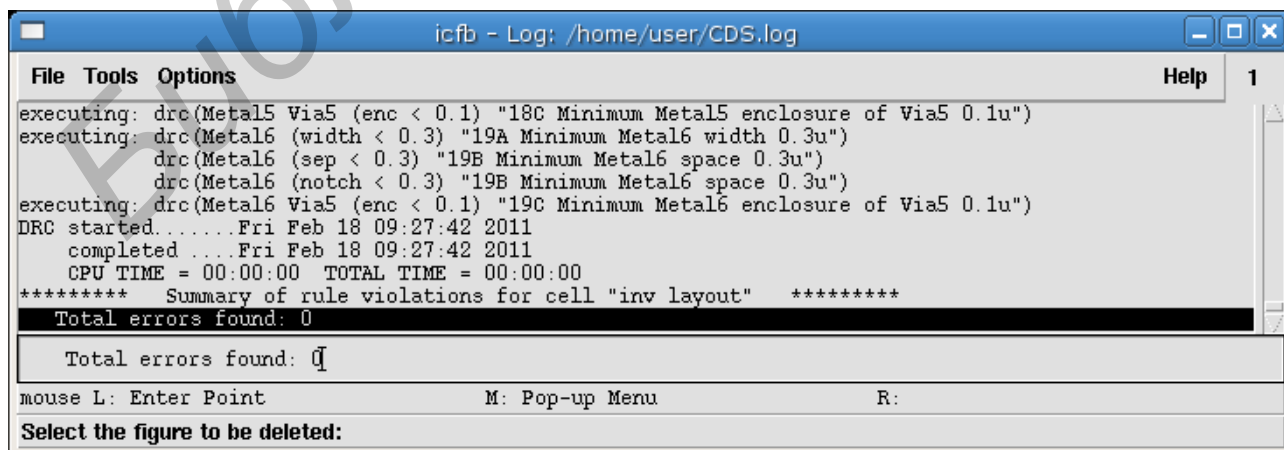 icfb - Log: /home/user/CDS.log
File Tools Options Help 1
executing: drc(Metal5 Via5 (enc < 0.1) "18C Minimum Metal5 enclosure of Via5 0.1u")
executing: drc(Metal6 (width < 0.3) "19A Minimum Metal6 width 0.3u")
drc(Metal6 (sep < 0.3) "19B Minimum Metal6 space 0.3u")
drc(Metal6 (notch < 0.3) "19B Minimum Metal6 space 0.3u")
executing: drc(Metal6 Via5 (enc < 0.1) "19C Minimum Metal6 enclosure of Via5 0.1u")
DRC started.......Fri Feb 18 09:27:42 2011
completed ....Fri Feb 18 09:27:42 2011
CPU TIME = 00:00:00 TOTAL TIME = 00:00:00
********* Summary of rule violations for cell "inv layout" *********
Total errors found: 0
Total errors found: 0
mouse L: Enter Point M: Pop-up Menu R:
Select the figure to be deleted:
Биб